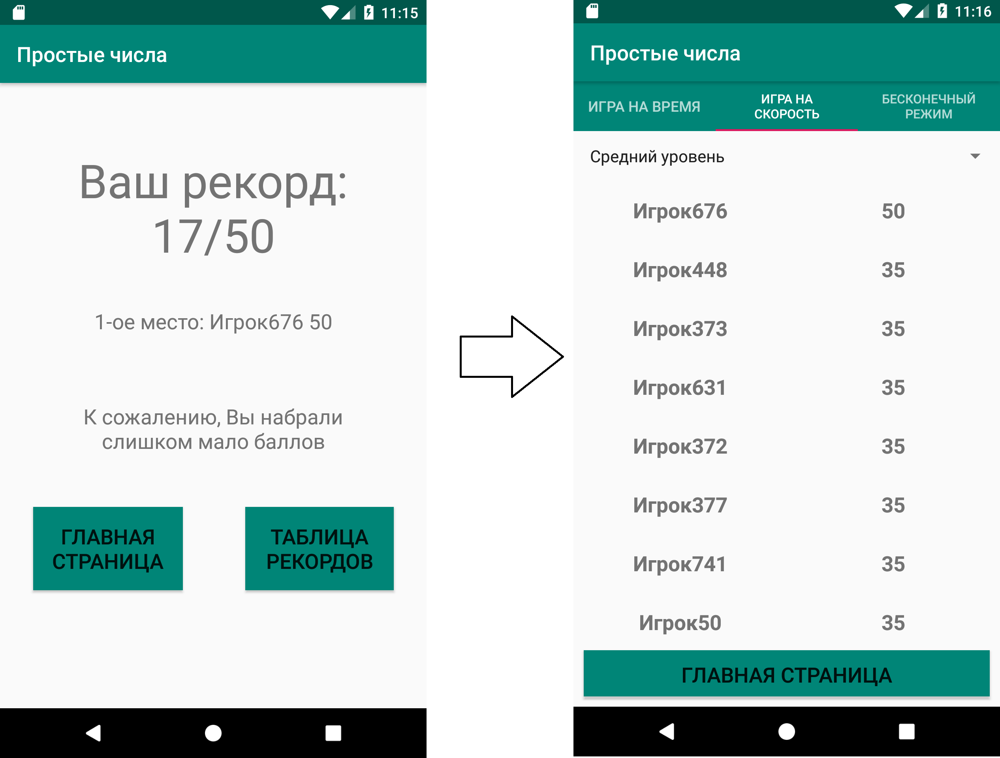 11:15
Простые числа
Ваш рекорд:
17/50
1-ое место: Игрок676 50
К сожалению, Вы набрали
слишком мало баллов
ГЛАВНАЯ
СТРАНИЦА
ТАБЛИЦА
РЕКОРДОВ
11:16
Простые числа
ИГРА НА ВРЕМЯ
ИГРА НА
СКОРОСТЬ
БЕСКОНЕЧНЫЙ
РЕЖИМ
Средний уровень
Игрок676 50
Игрок448 35
Игрок373 35
Игрок631 35
Игрок372 35
Игрок377 35
Игрок741 35
Игрок50 35
ГЛАВНАЯ СТРАНИЦА